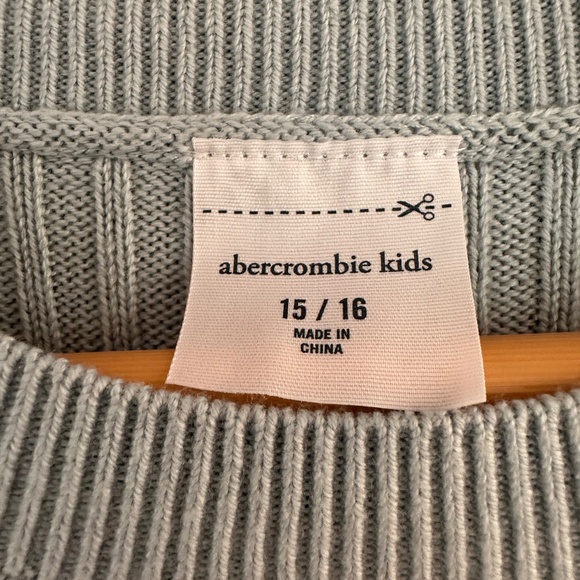 abercrombie kids
15 / 16
MADE IN
CHINA